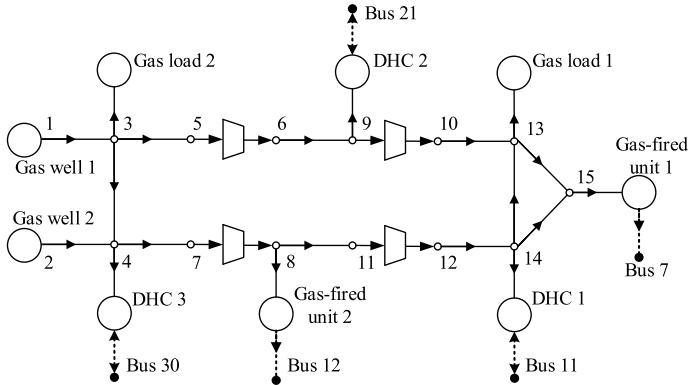 Bus 21
Gas load 2
DHC 2
Gas load 1
1
3
5
6
9
10
13
Gas well 1
Gas-fired
unit 1
15
Gas well 2
2
4
7
8
11
12
14
Bus 7
DHC 3
Gas-fired
unit 2
DHC 1
Bus 30
Bus 12
Bus 11